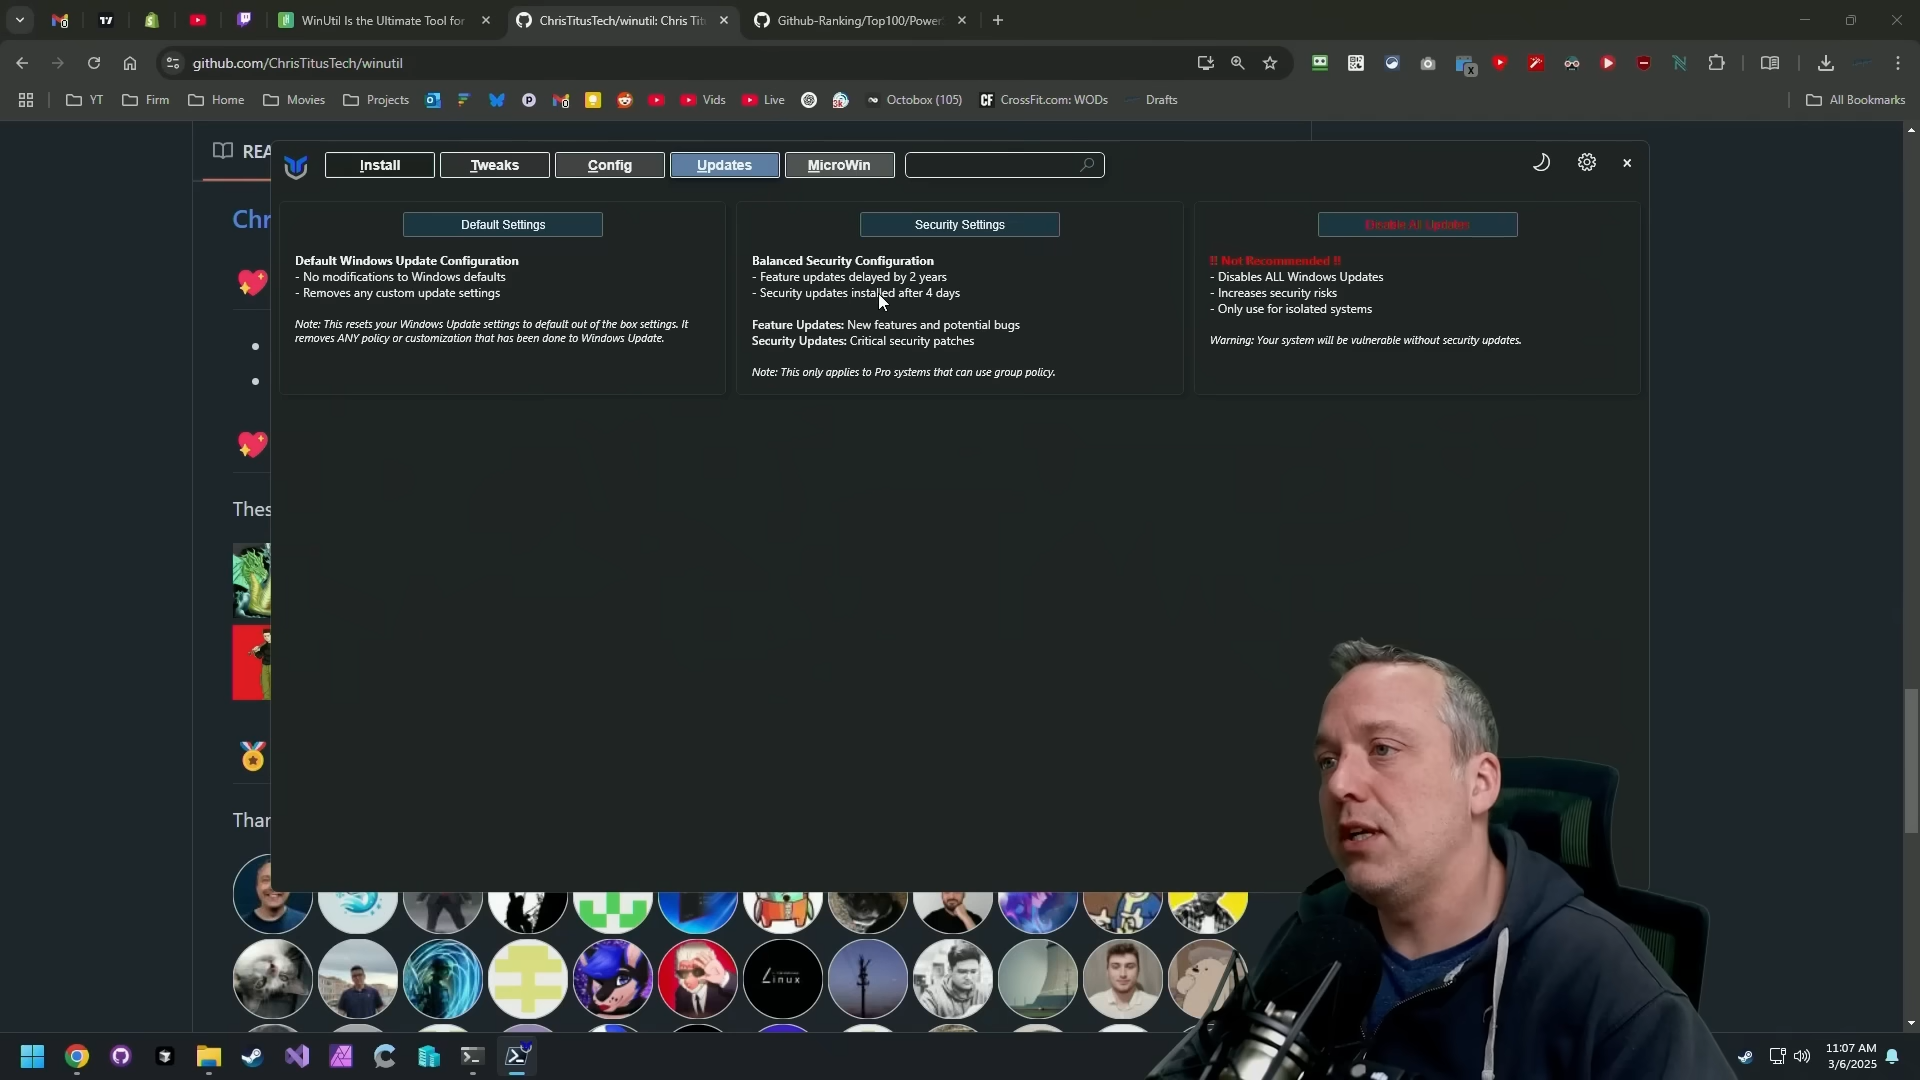 WinUtil Is the Ultimate Tool for
ChrisTitusTech/winutil: Chris Tit
Github-Ranking/Top100/Power
github.com/ChrisTitusTech/winutil
YT
Firm
Home
Movies
Projects
Vids
Live
Octobox (105)
CF
CrossFit.com: WODs
Drafts
All Bookmarks
REA
Install
Tweaks
Config
Updates
MicroWin
Chr
Default Settings
Default Windows Update Configuration
- No modifications to Windows defaults
- Removes any custom update settings
Note: This resets your Windows Update settings to default out of the box settings. It
removes ANY policy or customization that has been done to Windows Update.
Security Settings
Balanced Security Configuration
- Feature updates delayed by 2 years
- Security updates installed after 4 days
Feature Updates: New features and potential bugs
Security Updates: Critical security patches
Note: This only applies to Pro systems that can use group policy.
Disable All Updates
!! Not Recommended !!
- Disables ALL Windows Updates
- Increases security risks
- Only use for isolated systems
Warning: Your system will be vulnerable without security updates.
Thes
Thar
Linux
11:07 AM
3/6/2025